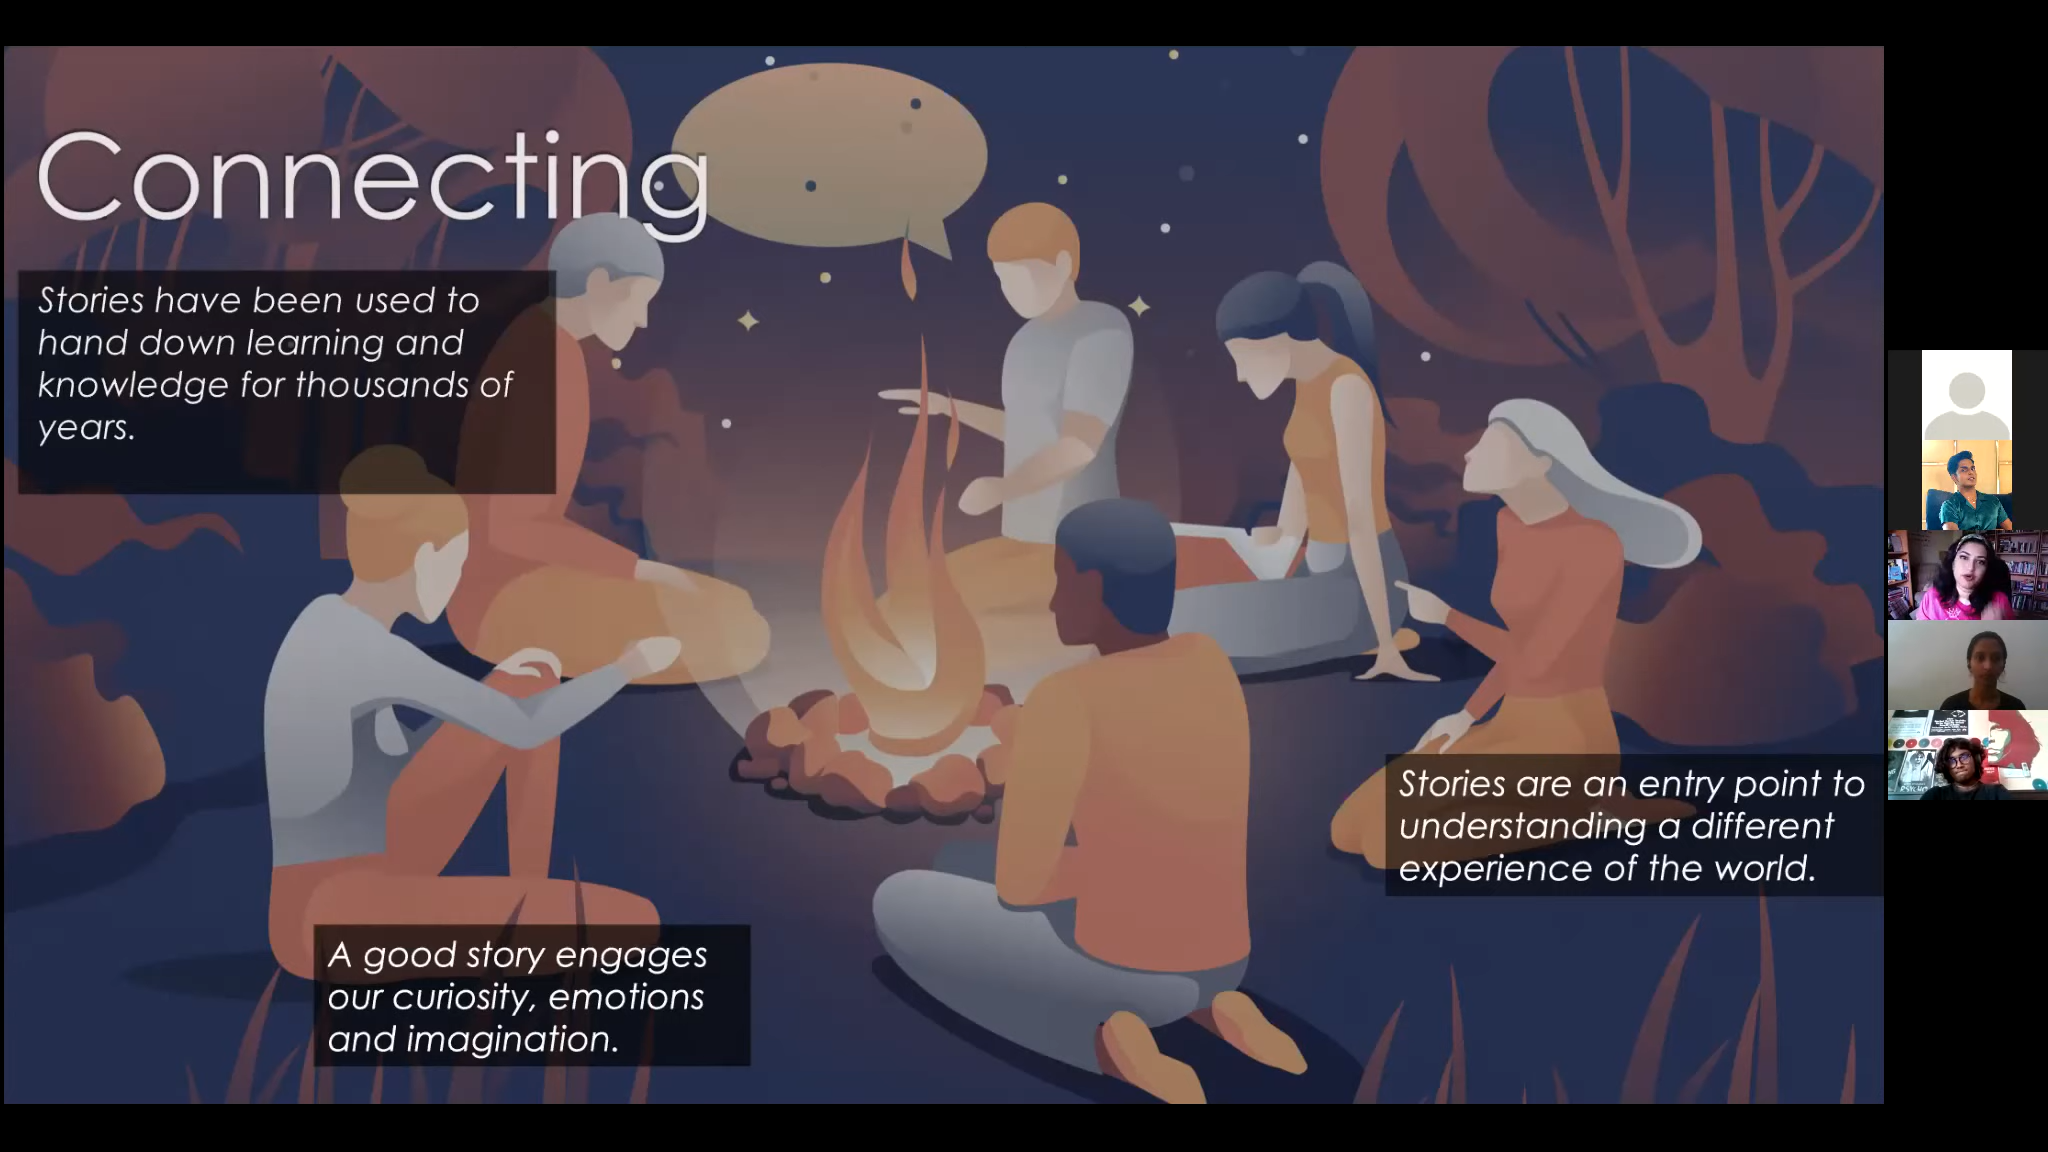 Connecting
Stories have been used to
hand down learning and
knowledge for thousands of
years.
Stories are an entry point to
understanding a different
experience of the world.
A good story engages
our curiosity, emotions
and imagination.